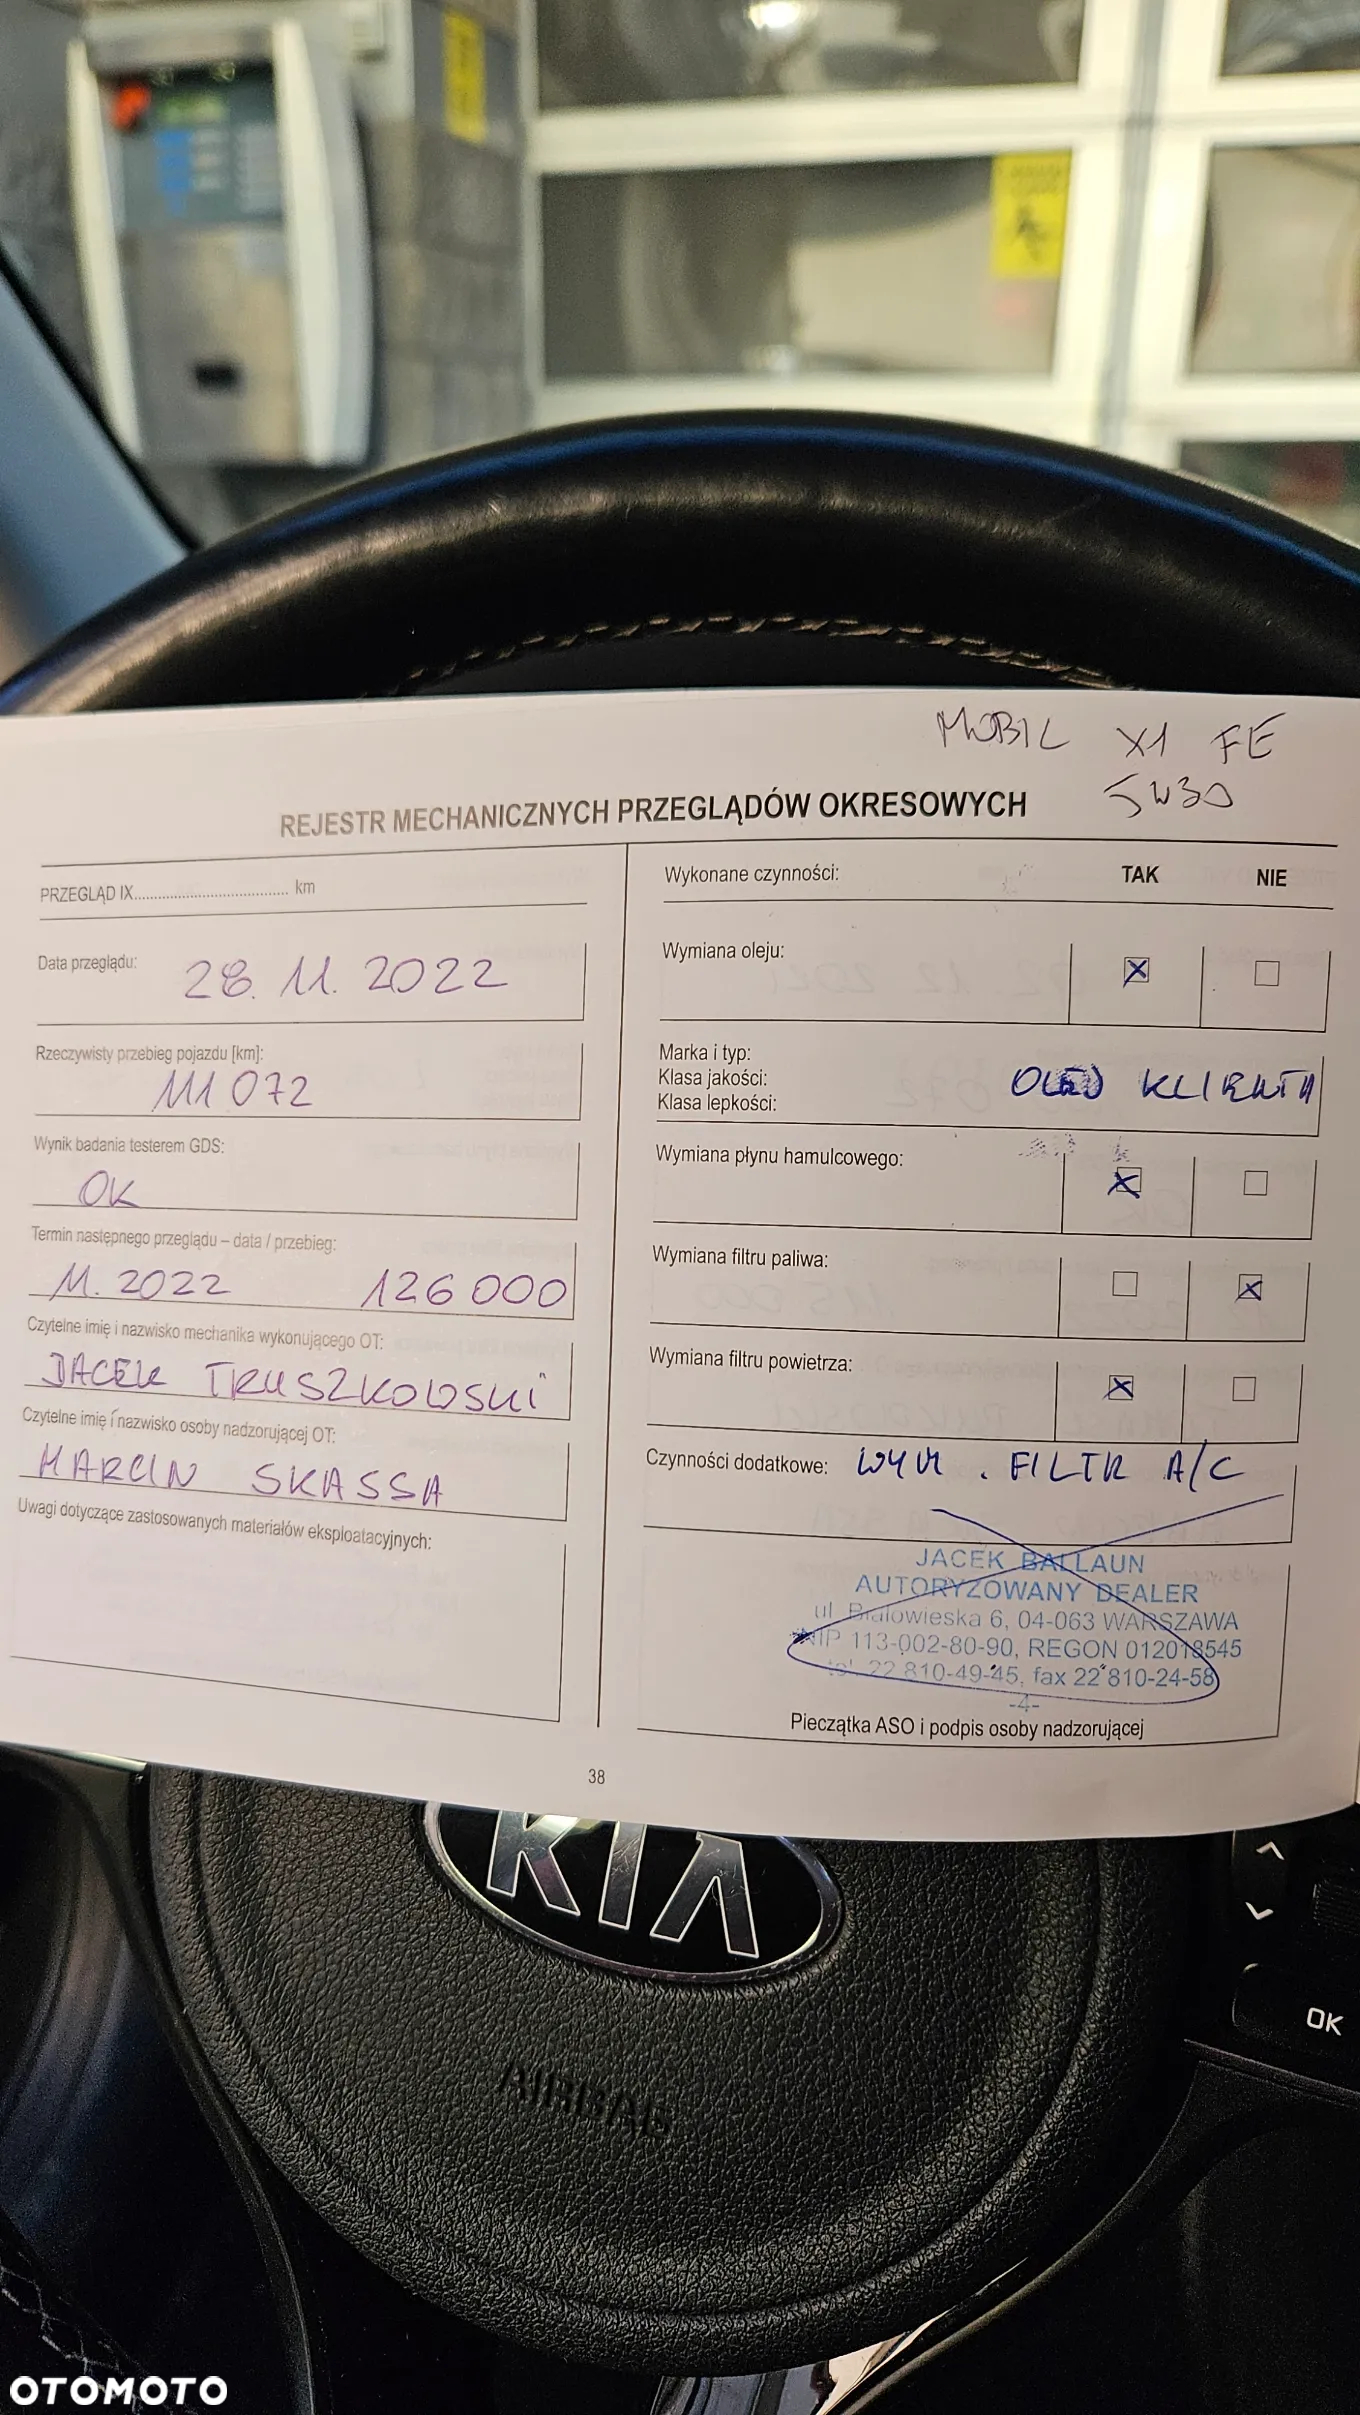 MOBIL X1 FE
5W30
REJESTR MECHANICZNYCH PRZEGLĄDÓW OKRESOWYCH
PRZEGLĄD IX........................................ km
Data przeglądu: 28.11.2022
Rzeczywisty przebieg pojazdu [km]:
111 072
Wynik badania testerem GDS:
OK
Termin następnego przeglądu – data / przebieg:
11.2022 126 000
Czytelne imię i nazwisko mechanika wykonującego OT:
JACEK TRUSZKOWSKI
Czytelne imię i nazwisko osoby nadzorującej OT:
MARCIN SKASSA
Uwagi dotyczące zastosowanych materiałów eksploatacyjnych:
Wykonane czynności: TAK NIE
Wymiana oleju:
Marka i typ:
Klasa jakości: OLEJ KLIENTA
Klasa lepkości:
Wymiana płynu hamulcowego:
Wymiana filtru paliwa:
Wymiana filtru powietrza:
Czynności dodatkowe: WYM. FILTR A/C
JACEK BALLAUN
AUTORYZOWANY DEALER
ul. Białowieska 6, 04-063 WARSZAWA
NIP 113-002-80-90, REGON 012018545
tel. 22 810-49-45, fax 22 810-24-58
-4-
Pieczątka ASO i podpis osoby nadzorującej
38
KIA
AIRBAG
OK
OTOMOTO